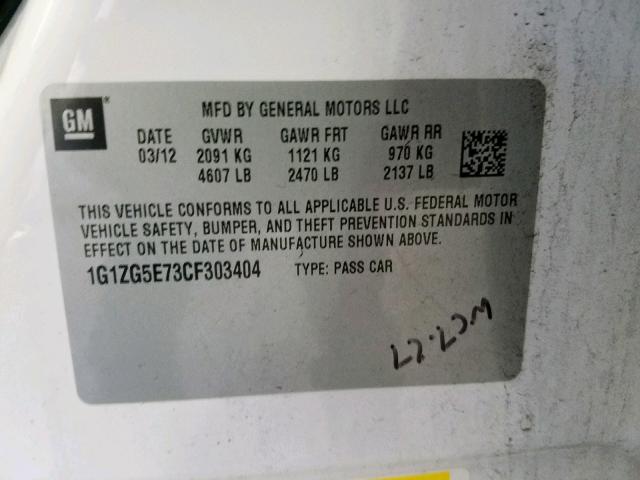 GM ®
MFD BY GENERAL MOTORS LLC
DATE GVWR GAWR FRT GAWR RR
03/12 2091 KG 1121 KG 970 KG
4607 LB 2470 LB 2137 LB
THIS VEHICLE CONFORMS TO ALL APPLICABLE U.S. FEDERAL MOTOR
VEHICLE SAFETY, BUMPER, AND THEFT PREVENTION STANDARDS IN
EFFECT ON THE DATE OF MANUFACTURE SHOWN ABOVE.
1G1ZG5E73CF303404 TYPE: PASS CAR